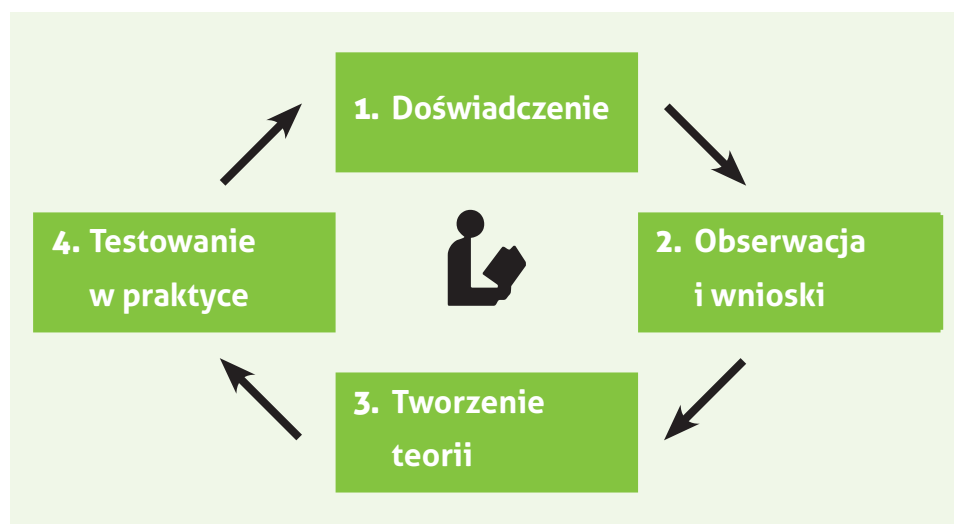 1. Doświadczenie
2. Obserwacja
i wnioski
3. Tworzenie
teorii
4. Testowanie
w praktyce